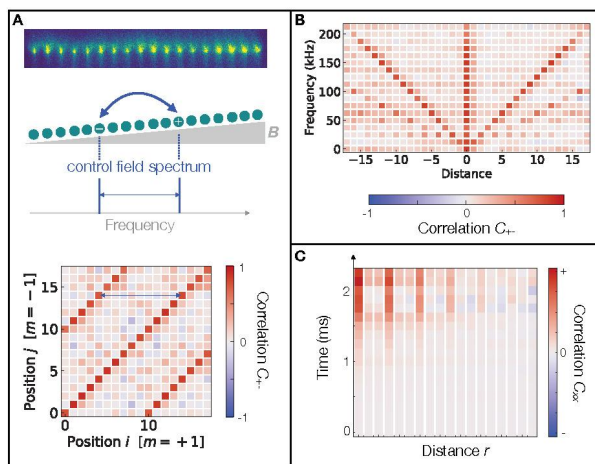 A
− +
B
control field spectrum
Frequency
15
10
5
0
0 10
Position j [m = −1]
Position i [m = +1]
1
0
-1
Correlation C+-
B
200
150
100
50
0
Frequency (kHz)
−15 −10 −5 0 5 10 15
Distance
-1 0 1
Correlation C+-
C
2
1
0
Time (ms)
Distance r
+
0
-
Correlation Cxx